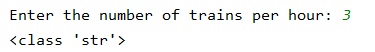 Enter the number of trains per hour: 3
<class 'str'>